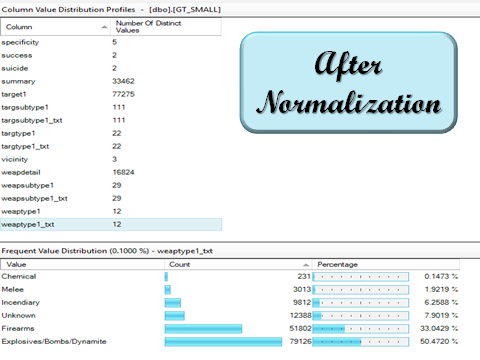 Column Value Distribution Profiles - [dbo].[GT_SMALL]
Column Number Of Distinct Values
specificity 5
success 2
suicide 2
summary 33462
target1 77275
targsubtype1 111
targsubtype1_txt 111
targtype1 22
targtype1_txt 22
vicinity 3
weapdetail 16824
weapsubtype1 29
weapsubtype1_txt 29
weaptype1 12
weaptype1_txt 12
After
Normalization
Frequent Value Distribution (0.1000 %) - weaptype1_txt
Value Count Percentage
Chemical 231 0.1473 %
Melee 3013 1.9219 %
Incendiary 9812 6.2588 %
Unknown 12388 7.9019 %
Firearms 51802 33.0429 %
Explosives/Bombs/Dynamite 79126 50.4720 %